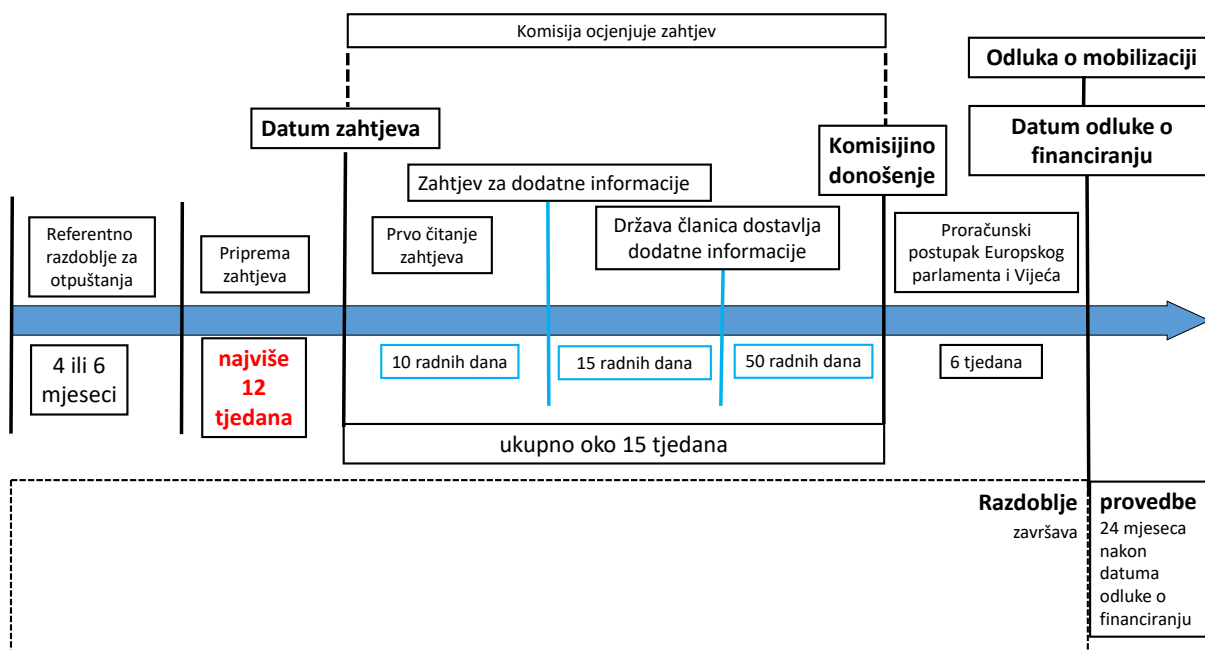 Komisija ocjenjuje zahtjev
Odluka o mobilizaciji
Datum zahtjeva
Datum odluke o
financiranju
Komisijino
donošenje
Zahtjev za dodatne informacije
Referentno
razdoblje za
otpuštanja
Priprema
zahtjeva
Prvo čitanje
zahtjeva
Država članica dostavlja
dodatne informacije
Proračunski
postupak Europskog
parlamenta i Vijeća
4 ili 6
mjeseci
najviše
12
tjedana
10 radnih dana
15 radnih dana
50 radnih dana
6 tjedana
ukupno oko 15 tjedana
Razdoblje
završava
provedbe
24 mjeseca
nakon
datuma
odluke o
financiranju